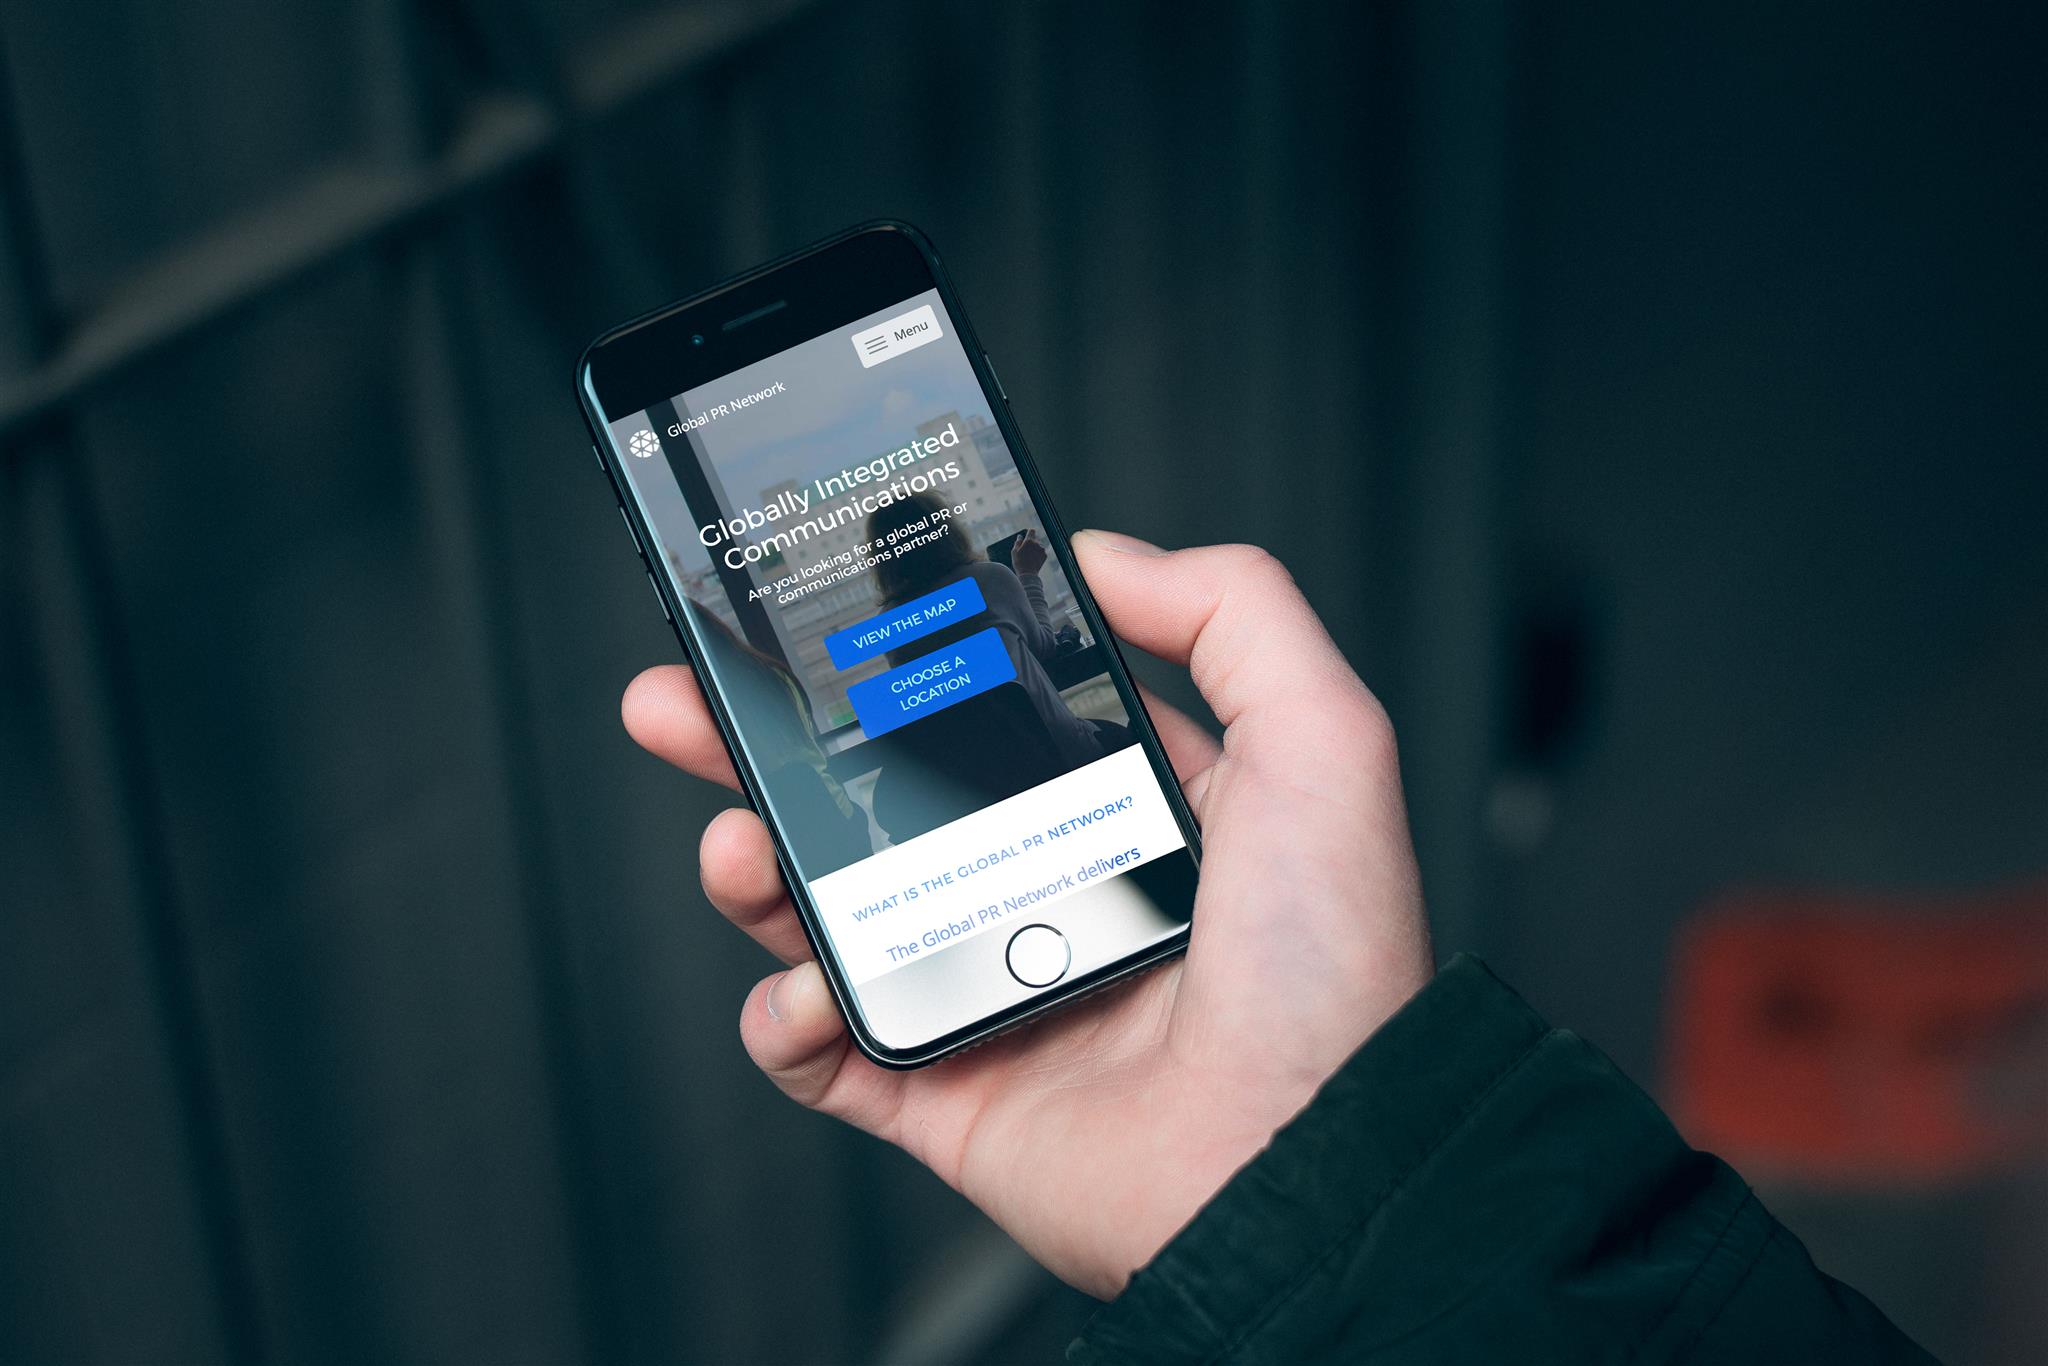 Menu
Global PR Network
Globally Integrated
Communications
Are you looking for a global PR or
communications partner?
VIEW THE MAP
CHOOSE A
LOCATION
WHAT IS THE GLOBAL PR NETWORK?
The Global PR Network delivers